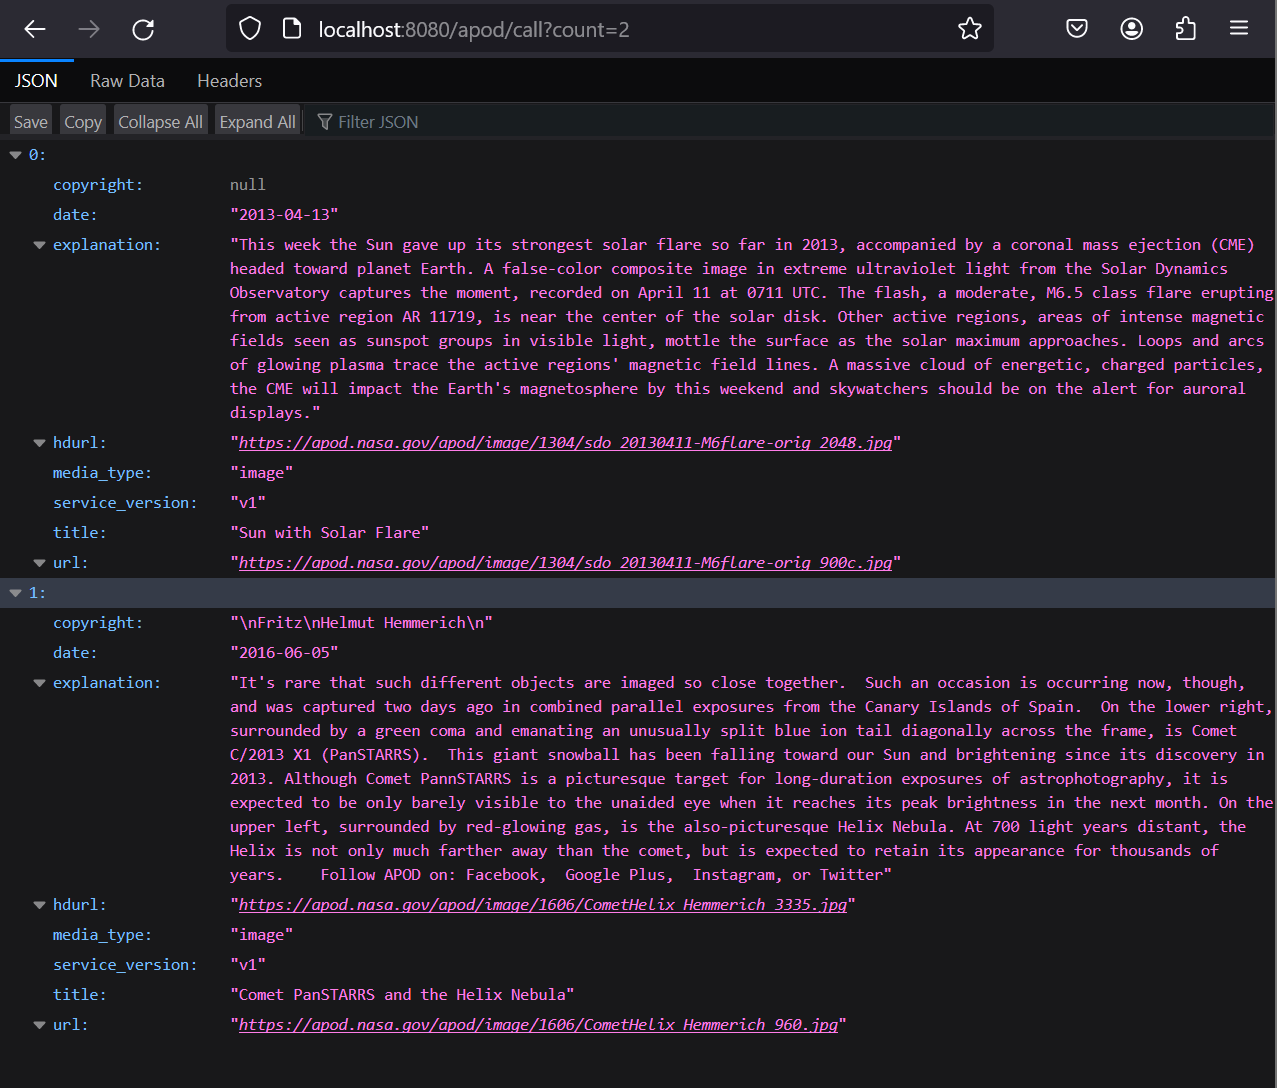 localhost:8080/apod/call?count=2
JSON Raw Data Headers
Save Copy Collapse All Expand All Filter JSON
0:
copyright: null
date: "2013-04-13"
explanation: "This week the Sun gave up its strongest solar flare so far in 2013, accompanied by a coronal mass ejection (CME)
headed toward planet Earth. A false-color composite image in extreme ultraviolet light from the Solar Dynamics
Observatory captures the moment, recorded on April 11 at 0711 UTC. The flash, a moderate, M6.5 class flare erupting
from active region AR 11719, is near the center of the solar disk. Other active regions, areas of intense magnetic
fields seen as sunspot groups in visible light, mottle the surface as the solar maximum approaches. Loops and arcs
of glowing plasma trace the active regions' magnetic field lines. A massive cloud of energetic, charged particles,
the CME will impact the Earth's magnetosphere by this weekend and skywatchers should be on the alert for auroral
displays."
hdurl: "https://apod.nasa.gov/apod/image/1304/sdo_20130411-M6flare-orig_2048.jpg"
media_type: "image"
service_version: "v1"
title: "Sun with Solar Flare"
url: "https://apod.nasa.gov/apod/image/1304/sdo_20130411-M6flare-orig_900c.jpg"
1:
copyright: "\nFritz\nHelmut Hemmerich\n"
date: "2016-06-05"
explanation: "It's rare that such different objects are imaged so close together.  Such an occasion is occurring now, though,
and was captured two days ago in combined parallel exposures from the Canary Islands of Spain.  On the lower right,
surrounded by a green coma and emanating an unusually split blue ion tail diagonally across the frame, is Comet
C/2013 X1 (PanSTARRS).  This giant snowball has been falling toward our Sun and brightening since its discovery in
2013. Although Comet PannSTARRS is a picturesque target for long-duration exposures of astrophotography, it is
expected to be only barely visible to the unaided eye when it reaches its peak brightness in the next month. On the
upper left, surrounded by red-glowing gas, is the also-picturesque Helix Nebula. At 700 light years distant, the
Helix is not only much farther away than the comet, but is expected to retain its appearance for thousands of
years.    Follow APOD on: Facebook,  Google Plus,  Instagram, or Twitter"
hdurl: "https://apod.nasa.gov/apod/image/1606/CometHelix_Hemmerich_3335.jpg"
media_type: "image"
service_version: "v1"
title: "Comet PanSTARRS and the Helix Nebula"
url: "https://apod.nasa.gov/apod/image/1606/CometHelix_Hemmerich_960.jpg"